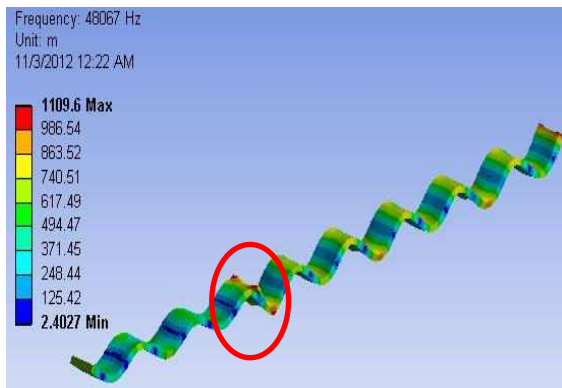 Frequency: 48067 Hz
Unit: m
11/3/2012 12:22 AM
1109.6 Max
986.54
863.52
740.51
617.49
494.47
371.45
248.44
125.42
2.4027 Min